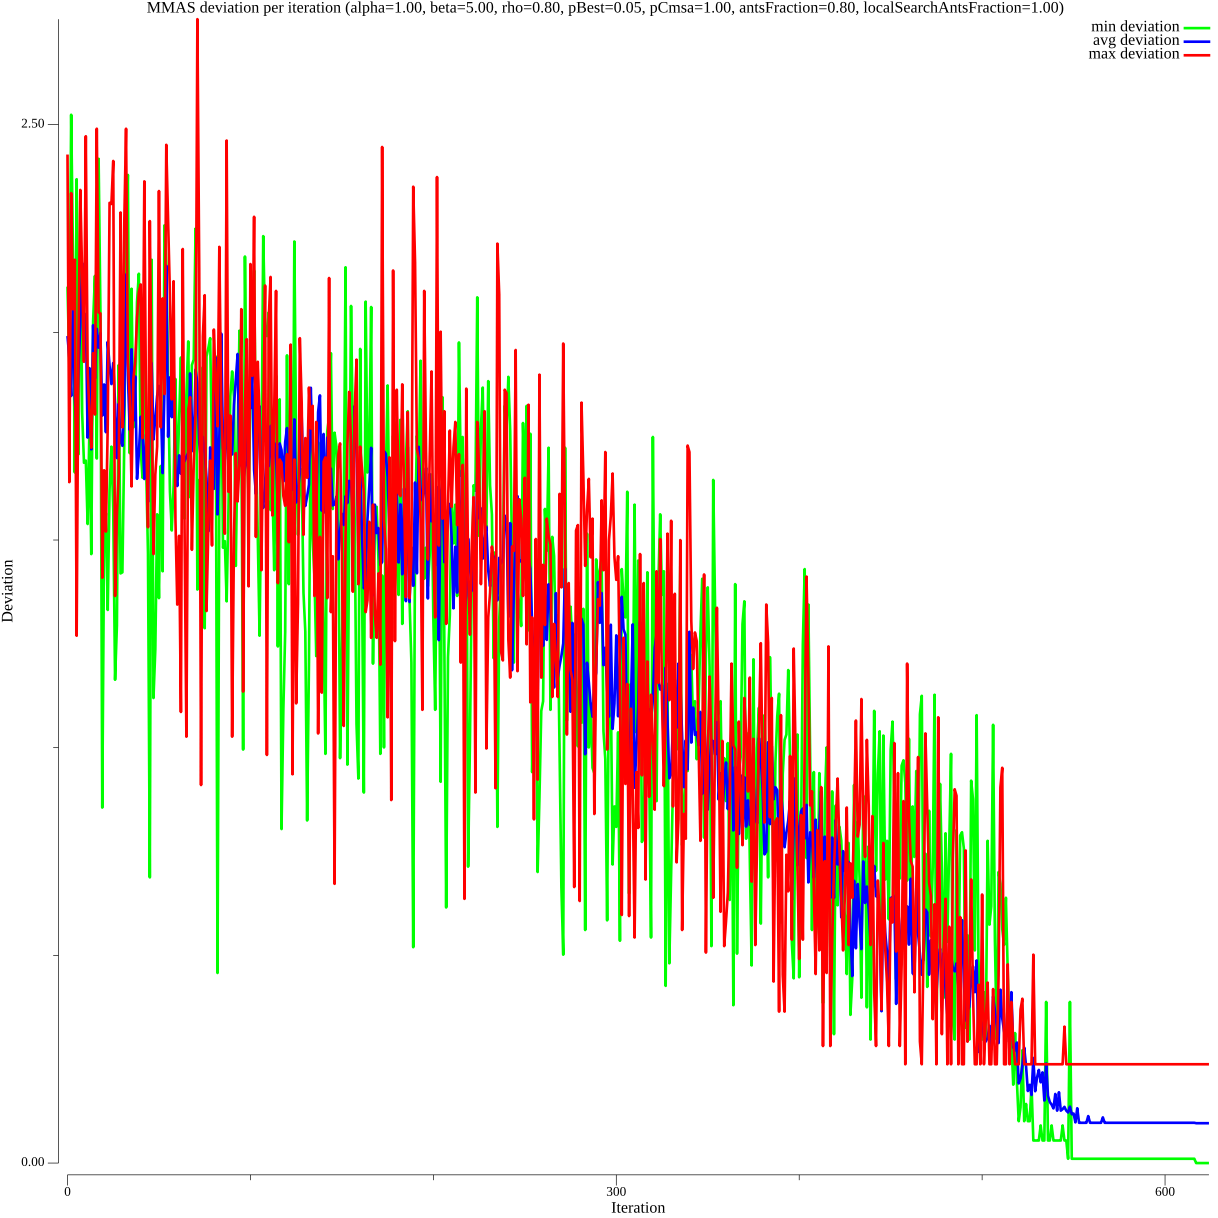 MMAS deviation per iteration (alpha=1.00, beta=5.00, rho=0.80, pBest=0.05, pCmsa=1.00, antsFraction=0.80, localSearchAntsFraction=1.00)
min deviation
avg deviation
max deviation
2.50
Deviation
0.00
0 300 600
Iteration